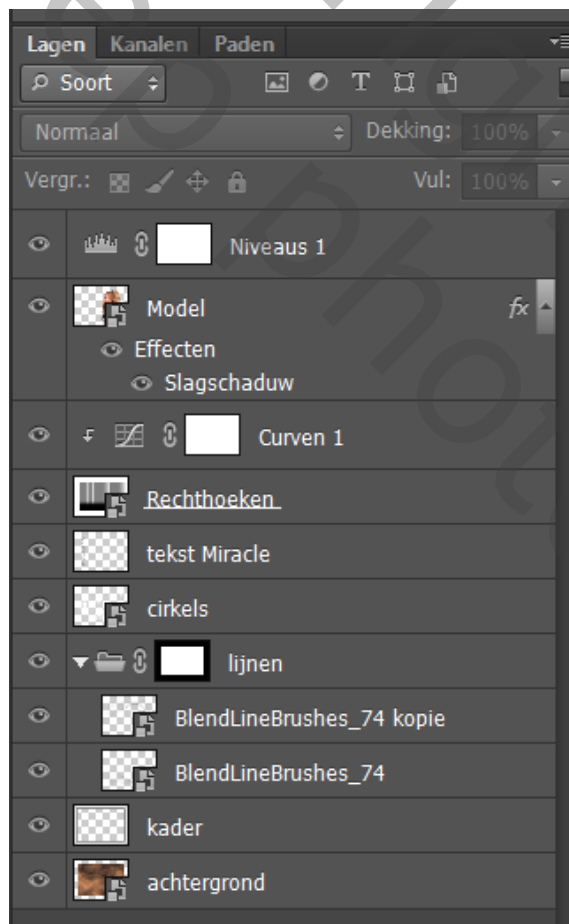 Lagen Kanalen Paden
Soort
Normaal Dekking: 100%
Vergr.: Vul: 100%
Niveaus 1
Model fx
Effecten
Slagschaduw
Curven 1
Rechthoeken
tekst Miracle
cirkels
lijnen
BlendLineBrushes_74 kopie
BlendLineBrushes_74
kader
achtergrond